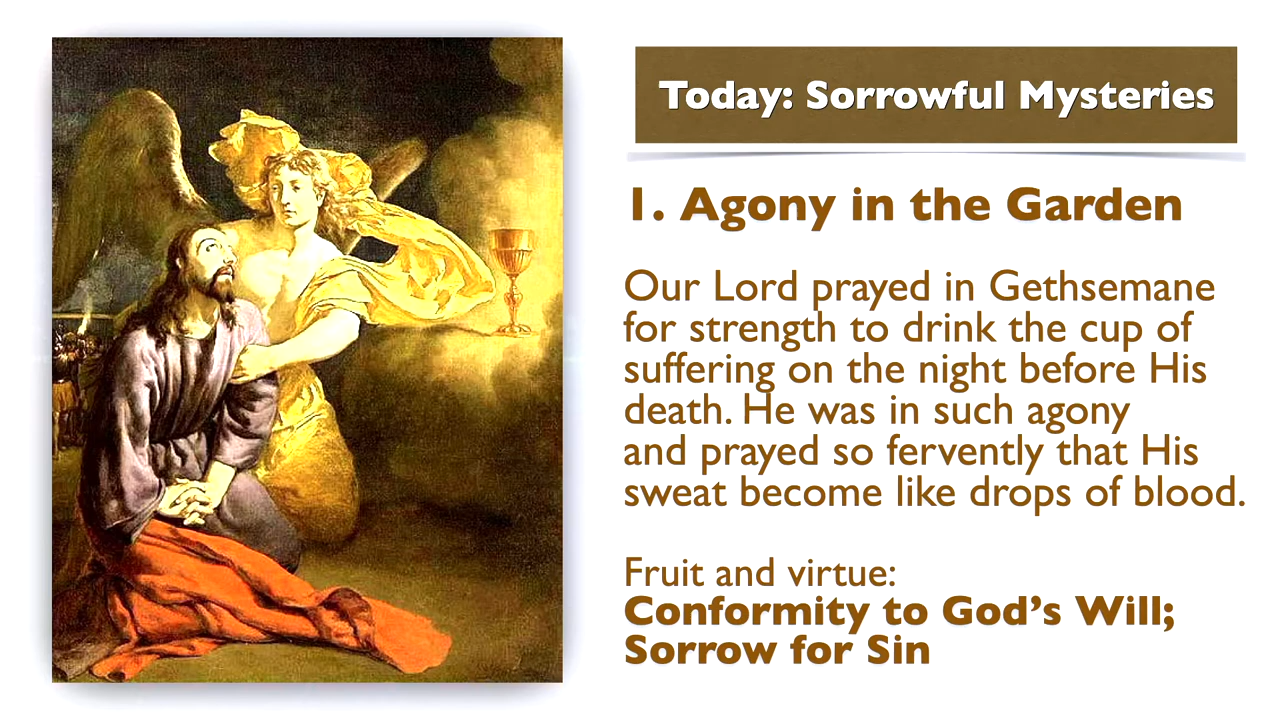 Today: Sorrowful Mysteries
1. Agony in the Garden
Our Lord prayed in Gethsemane
for strength to drink the cup of
suffering on the night before His
death. He was in such agony
and prayed so fervently that His
sweat become like drops of blood.
Fruit and virtue:
Conformity to God’s Will;
Sorrow for Sin